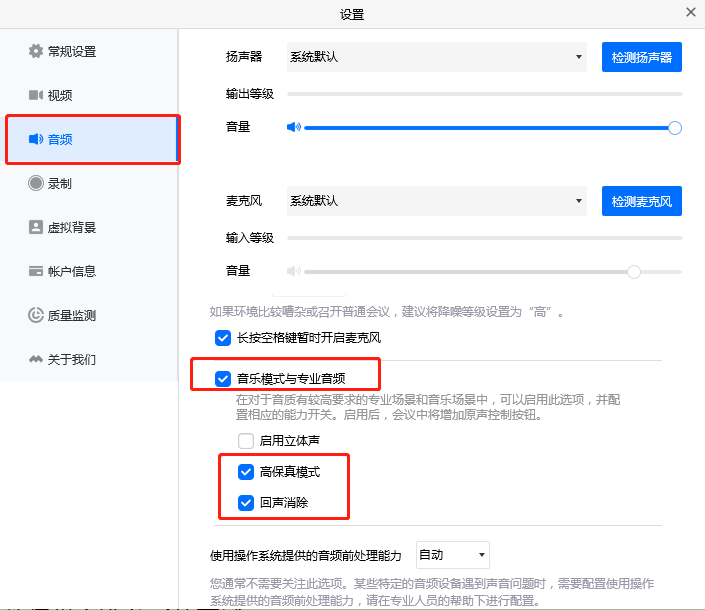 设置
常规设置
视频
音频
录制
虚拟背景
帐户信息
质量监测
关于我们
扬声器 系统默认 检测扬声器
输出等级
音量
麦克风 系统默认 检测麦克风
输入等级
音量
如果环境比较嘈杂或召开普通会议，建议将降噪等级设置为“高”。
长按空格键暂时开启麦克风
音乐模式与专业音频
在对于音质有较高要求的专业场景和音乐场景中，可以启用此选项，并配
置相应的能力开关。启用后，会议中将增加原声控制按钮。
启用立体声
高保真模式
回声消除
使用操作系统提供的音频前处理能力 自动
您通常不需要关注此选项。某些特定的音频设备遇到声音问题时，需要配置使用操作
系统提供的音频前处理能力，请在专业人员的帮助下进行配置。